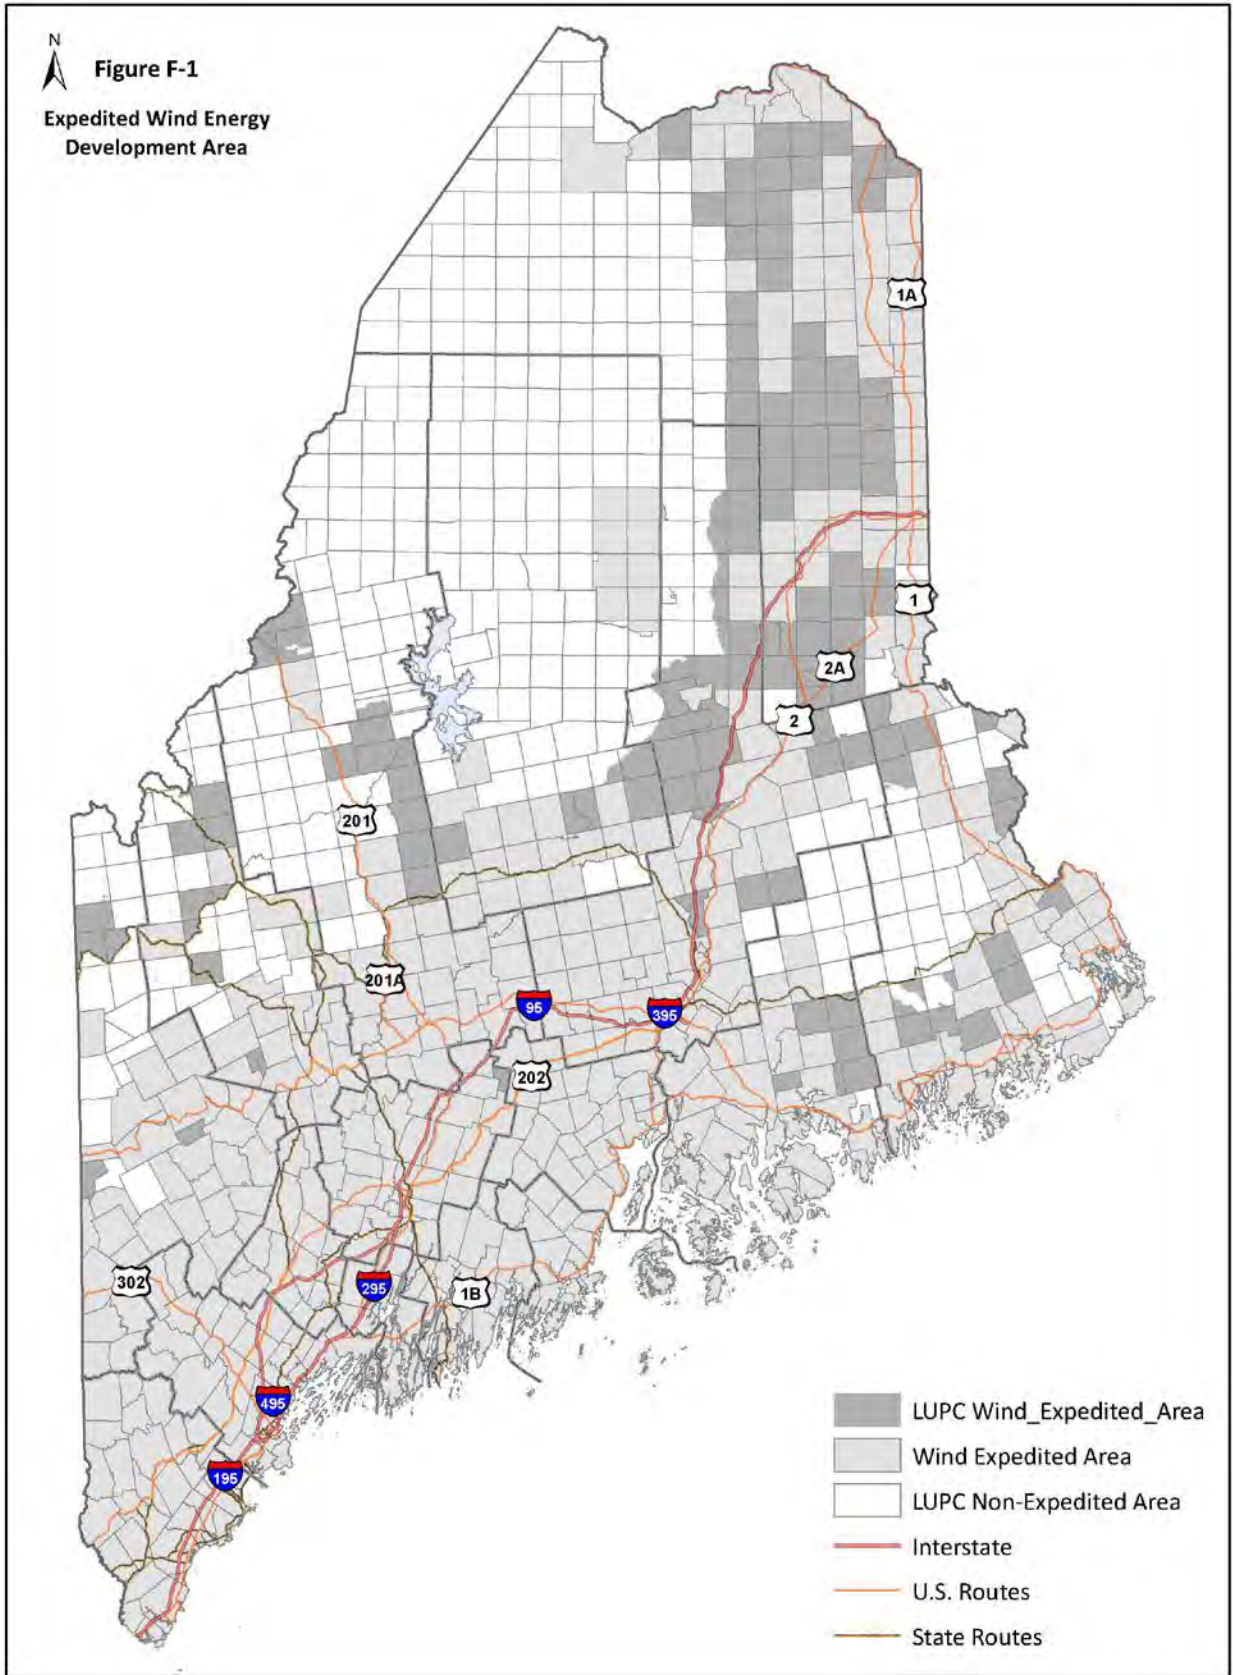 N
Figure F-1
Expedited Wind Energy
Development Area
1A
1
2A
2
201
201A
95
395
202
302
295
1B
495
195
LUPC Wind_Expedited_Area
Wind Expedited Area
LUPC Non-Expedited Area
Interstate
U.S. Routes
State Routes